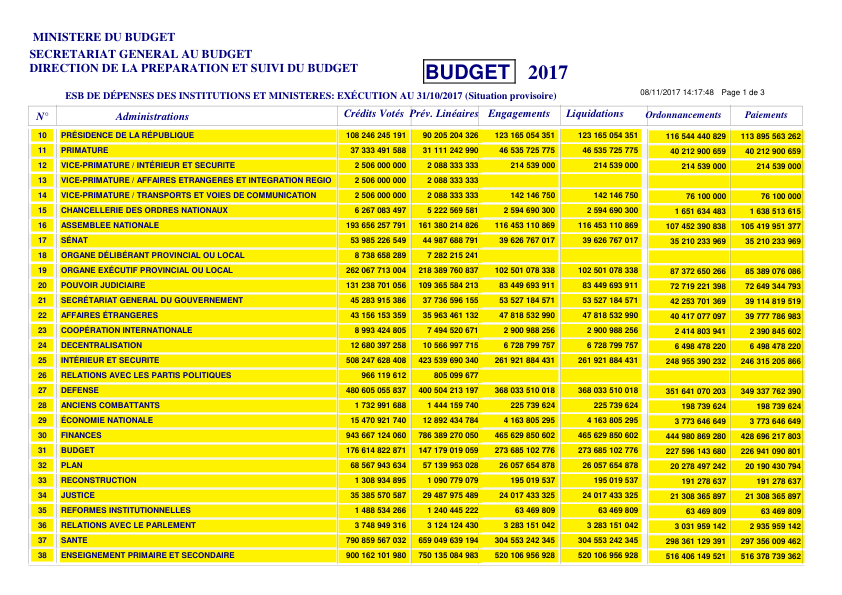 MINISTERE DU BUDGET
SECRETARIAT GENERAL AU BUDGET
DIRECTION DE LA PREPARATION ET SUIVI DU BUDGET
BUDGET 2017
08/11/2017 14:17:48 Page 1 de 3
ESB DE DÉPENSES DES INSTITUTIONS ET MINISTERES: EXÉCUTION AU 31/10/2017 (Situation provisoire)
N° Administrations Crédits Votés Prév. Linéaires Engagements Liquidations Ordonnancements Paiements
10 PRÉSIDENCE DE LA RÉPUBLIQUE 108 246 245 191 90 205 204 326 123 165 054 351 123 165 054 351 116 544 440 829 113 895 563 262
11 PRIMATURE 37 333 491 588 31 111 242 990 46 535 725 775 46 535 725 775 40 212 900 659 40 212 900 659
12 VICE-PRIMATURE / INTÉRIEUR ET SECURITE 2 506 000 000 2 088 333 333 214 539 000 214 539 000 214 539 000 214 539 000
13 VICE-PRIMATURE / AFFAIRES ETRANGERES ET INTEGRATION REGIO 2 506 000 000 2 088 333 333
14 VICE-PRIMATURE / TRANSPORTS ET VOIES DE COMMUNICATION 2 506 000 000 2 088 333 333 142 146 750 142 146 750 76 100 000 76 100 000
15 CHANCELLERIE DES ORDRES NATIONAUX 6 267 083 497 5 222 569 581 2 594 690 300 2 594 690 300 1 651 634 483 1 638 513 615
16 ASSEMBLEE NATIONALE 193 656 257 791 161 380 214 826 116 453 110 869 116 453 110 869 107 452 390 838 105 419 951 377
17 SÉNAT 53 985 226 549 44 987 688 791 39 626 767 017 39 626 767 017 35 210 233 969 35 210 233 969
18 ORGANE DÉLIBÉRANT PROVINCIAL OU LOCAL 8 738 658 289 7 282 215 241
19 ORGANE EXÉCUTIF PROVINCIAL OU LOCAL 262 067 713 004 218 389 760 837 102 501 078 338 102 501 078 338 87 372 650 266 85 389 076 086
20 POUVOIR JUDICIAIRE 131 238 701 056 109 365 584 213 83 449 693 911 83 449 693 911 72 719 221 398 72 649 344 793
21 SECRÉTARIAT GENERAL DU GOUVERNEMENT 45 283 915 386 37 736 596 155 53 527 184 571 53 527 184 571 42 253 701 369 39 114 819 519
22 AFFAIRES ÉTRANGERES 43 156 153 359 35 963 461 132 47 818 532 990 47 818 532 990 40 417 077 097 39 777 786 983
23 COOPÉRATION INTERNATIONALE 8 993 424 805 7 494 520 671 2 900 988 256 2 900 988 256 2 414 803 941 2 390 845 602
24 DECENTRALISATION 12 680 397 258 10 566 997 715 6 728 799 757 6 728 799 757 6 498 478 220 6 498 478 220
25 INTÉRIEUR ET SECURITE 508 247 628 408 423 539 690 340 261 921 884 431 261 921 884 431 248 955 390 232 246 315 205 866
26 RELATIONS AVEC LES PARTIS POLITIQUES 966 119 612 805 099 677
27 DEFENSE 480 605 055 837 400 504 213 197 368 033 510 018 368 033 510 018 351 641 070 203 349 337 762 390
28 ANCIENS COMBATTANTS 1 732 991 688 1 444 159 740 225 739 624 225 739 624 198 739 624 198 739 624
29 ÉCONOMIE NATIONALE 15 470 921 740 12 892 434 784 4 163 805 295 4 163 805 295 3 773 646 649 3 773 646 649
30 FINANCES 943 667 124 060 786 389 270 050 465 629 850 602 465 629 850 602 444 980 869 280 428 696 217 803
31 BUDGET 176 614 822 871 147 179 019 059 273 685 102 776 273 685 102 776 227 596 143 680 226 941 090 801
32 PLAN 68 567 943 634 57 139 953 028 26 057 654 878 26 057 654 878 20 278 497 242 20 190 430 794
33 RECONSTRUCTION 1 308 934 895 1 090 779 079 195 019 537 195 019 537 191 278 637 191 278 637
34 JUSTICE 35 385 570 587 29 487 975 489 24 017 433 325 24 017 433 325 21 308 365 897 21 308 365 897
35 REFORMES INSTITUTIONNELLES 1 488 534 266 1 240 445 222 63 469 809 63 469 809 63 469 809 63 469 809
36 RELATIONS AVEC LE PARLEMENT 3 748 949 316 3 124 124 430 3 283 151 042 3 283 151 042 3 031 959 142 2 935 959 142
37 SANTE 790 859 567 032 659 049 639 194 304 553 242 345 304 553 242 345 298 361 129 391 297 356 009 462
38 ENSEIGNEMENT PRIMAIRE ET SECONDAIRE 900 162 101 980 750 135 084 983 520 106 956 928 520 106 956 928 516 406 149 521 516 378 739 362